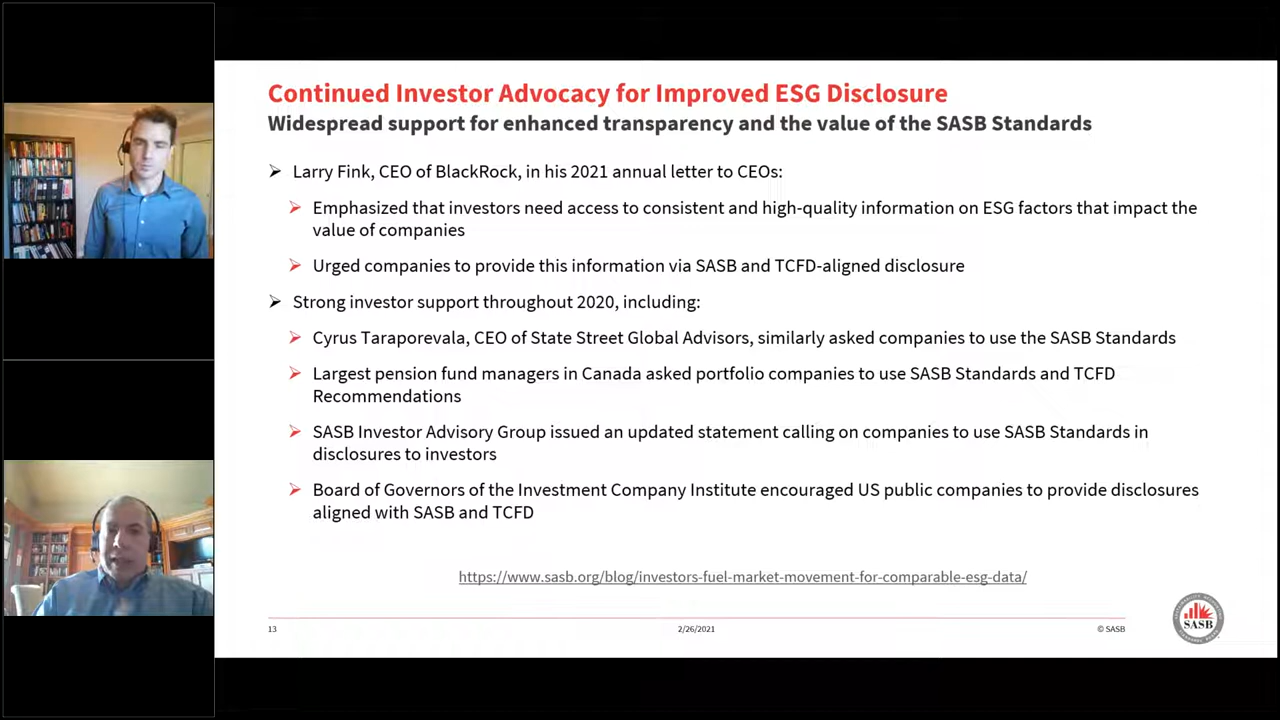 Continued Investor Advocacy for Improved ESG Disclosure
Widespread support for enhanced transparency and the value of the SASB Standards
Larry Fink, CEO of BlackRock, in his 2021 annual letter to CEOs:
Emphasized that investors need access to consistent and high-quality information on ESG factors that impact the
value of companies
Urged companies to provide this information via SASB and TCFD-aligned disclosure
Strong investor support throughout 2020, including:
Cyrus Taraporevala, CEO of State Street Global Advisors, similarly asked companies to use the SASB Standards
Largest pension fund managers in Canada asked portfolio companies to use SASB Standards and TCFD
Recommendations
SASB Investor Advisory Group issued an updated statement calling on companies to use SASB Standards in
disclosures to investors
Board of Governors of the Investment Company Institute encouraged US public companies to provide disclosures
aligned with SASB and TCFD
https://www.sasb.org/blog/investors-fuel-market-movement-for-comparable-esg-data/
13
2/26/2021
© SASB
SASB